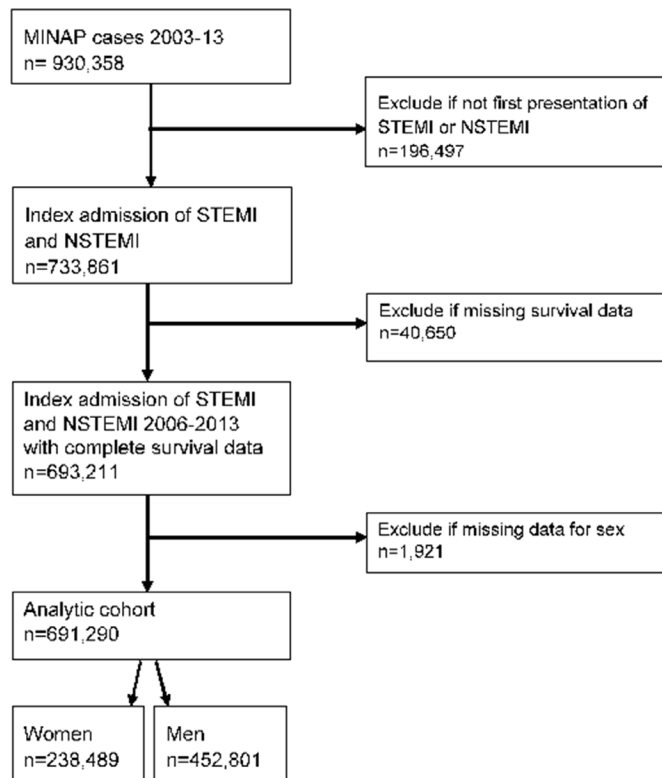 MINAP cases 2003-13
n= 930,358
Exclude if not first presentation of
STEMI or NSTEMI
n=196,497
Index admission of STEMI
and NSTEMI
n=733,861
Exclude if missing survival data
n=40,650
Index admission of STEMI
and NSTEMI 2006-2013
with complete survival data
n=693,211
Exclude if missing data for sex
n=1,921
Analytic cohort
n=691,290
Women
n=238,489
Men
n=452,801